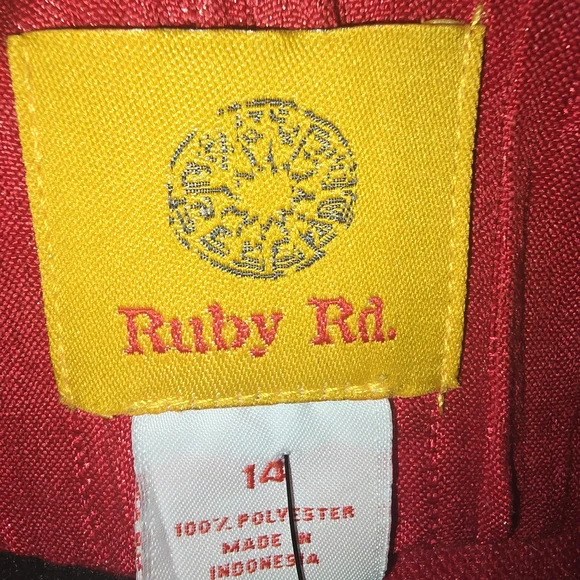 Ruby Rd.
14
100% POLYESTER
MADE IN
INDONESIA